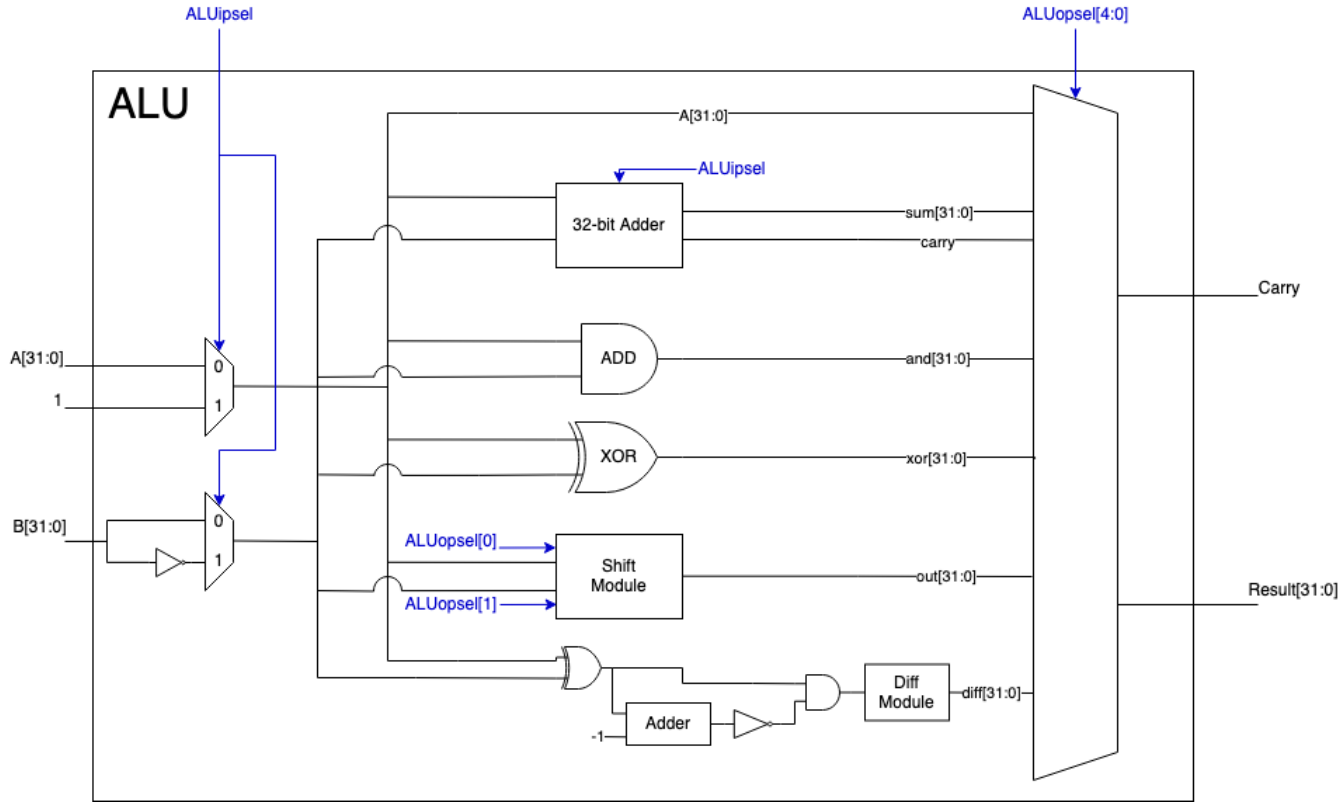 ALUipsel
ALUopsel[4:0]
ALU
A[31:0]
ALUipsel
32-bit Adder
sum[31:0]
carry
Carry
A[31:0]
0
1
1
ADD
and[31:0]
XOR
xor[31:0]
B[31:0]
0
1
ALUopsel[0]
Shift
Module
out[31:0]
ALUopsel[1]
Result[31:0]
Diff
Module
diff[31:0]
Adder
-1